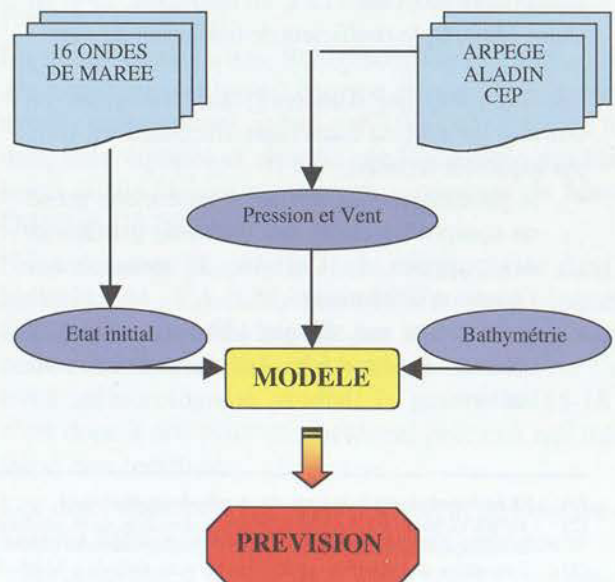 16 ONDES
DE MAREE
ARPEGE
ALADIN
CEP
Pression et Vent
Etat initial
Bathymétrie
MODELE
PREVISION